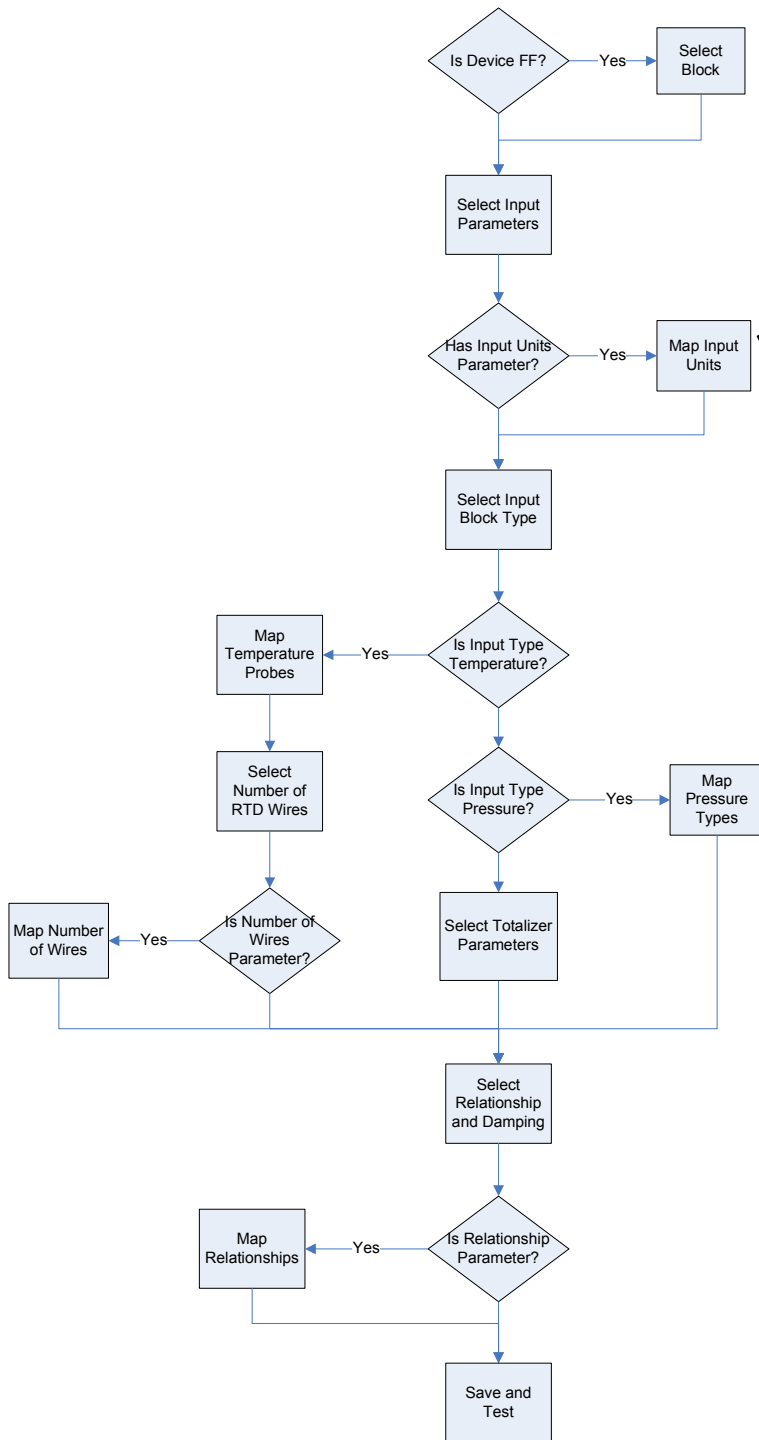 Is Device FF?
Yes
Select
Block
Select Input
Parameters
Has Input Units
Parameter?
Yes
Map Input
Units
Select Input
Block Type
Map
Temperature
Probes
Yes
Is Input Type
Temperature?
Select
Number of
RTD Wires
Is Input Type
Pressure?
Yes
Map
Pressure
Types
Map Number
of Wires
Yes
Is Number of
Wires
Parameter?
Select Totalizer
Parameters
Select
Relationship
and Damping
Map
Relationships
Yes
Is Relationship
Parameter?
Save and
Test